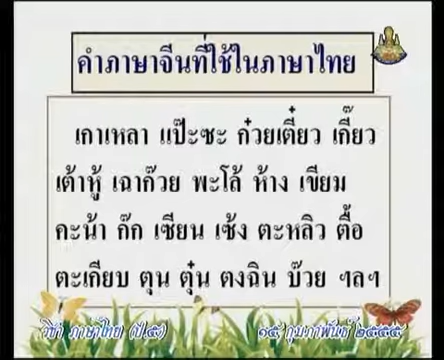 คำภาษาจีนที่ใช้ในภาษาไทย
เกาเหลา แป๊ะซะ ก๋วยเตี๋ยว เกี๊ยว
เต้าหู้ เฉาก๊วย พะโล้ ห้าง เขียม
คะน้า ก๊ก เซียน เซ้ง ตะหลิว ตื้อ
ตะเกียบ ตุน ตุ๋น ตงฉิน บ๊วย ฯลฯ
วิชา ภาษาไทย (ป.๕) ๑๕ กุมภาพันธ์ ๒๕๕๕